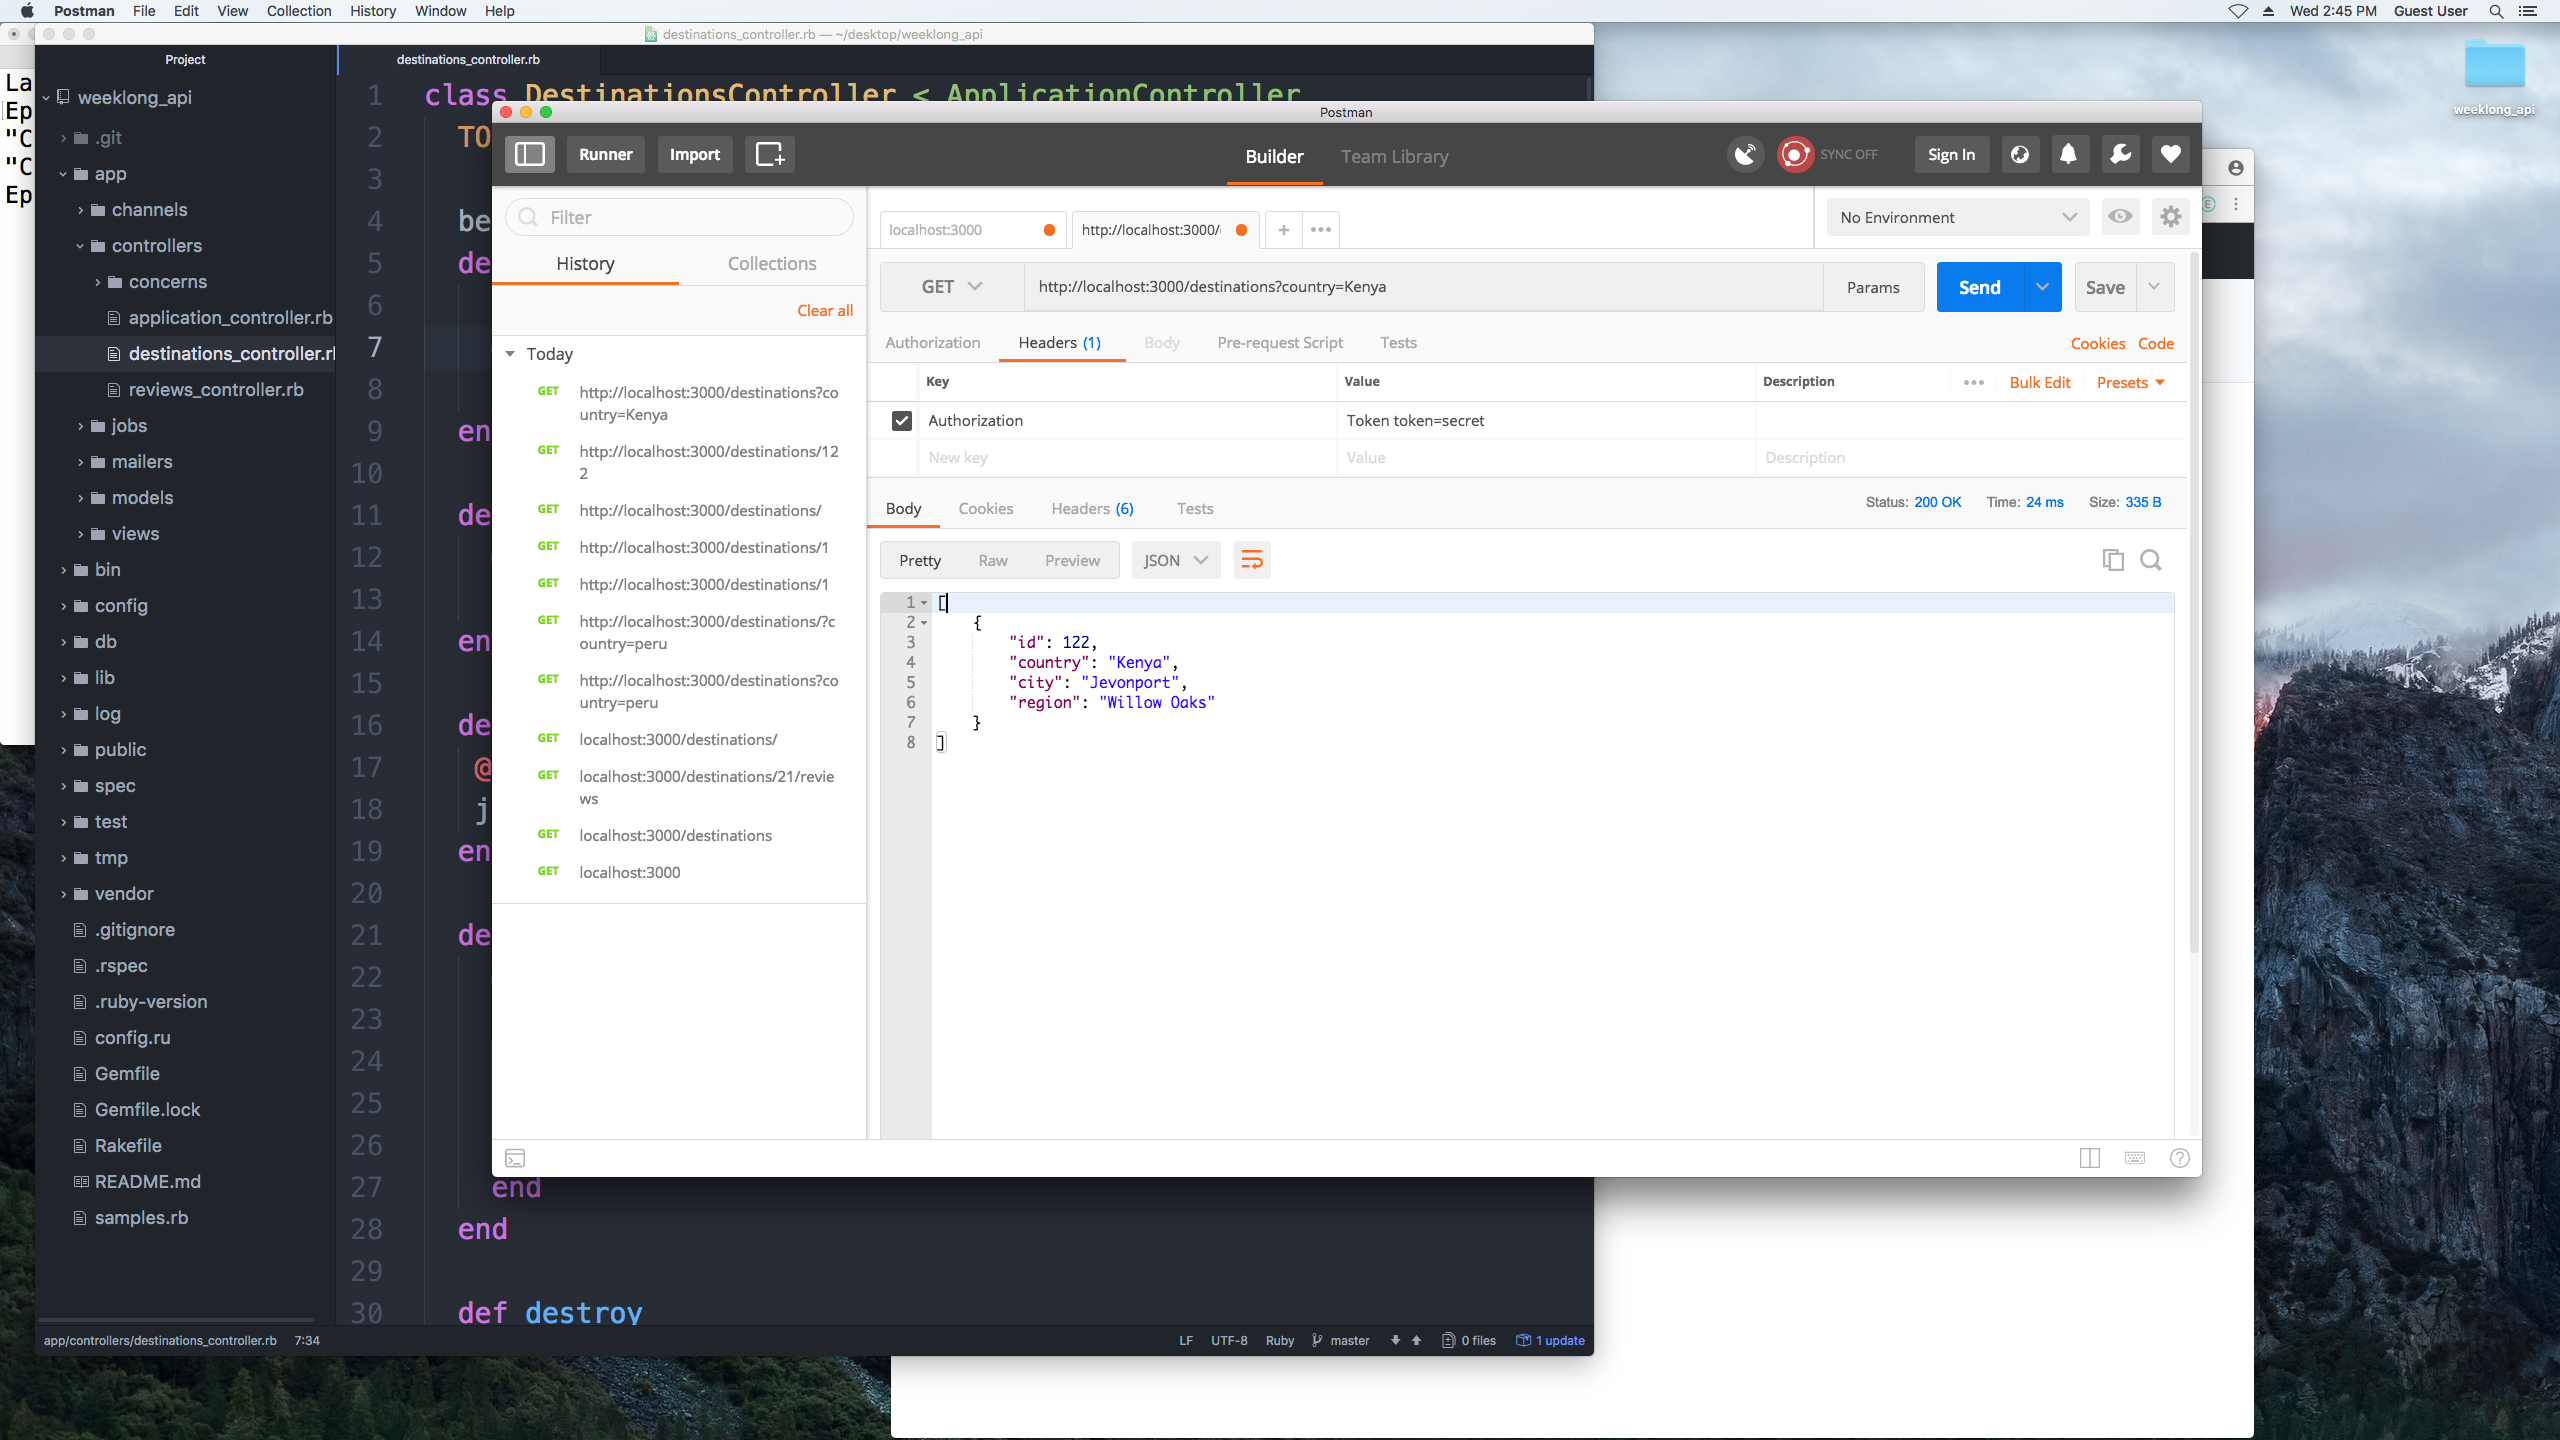 Postman File Edit View Collection History Window Help
Wed 2:45 PM Guest User
destinations_controller.rb — ~/desktop/weeklong_api
weeklong_api
La
Ep
"C
"C
Ep
Project
weeklong_api
.git
app
channels
controllers
concerns
application_controller.rb
destinations_controller.r
reviews_controller.rb
jobs
mailers
models
views
bin
config
db
lib
log
public
spec
test
tmp
vendor
.gitignore
.rspec
.ruby-version
config.ru
Gemfile
Gemfile.lock
Rakefile
README.md
samples.rb
destinations_controller.rb
1 class DestinationsController < ApplicationController
2 TO
3
4 be
5 de
6
7
8
9 en
10
11 de
12
13
14 en
15
16 de
17 @
18 j
19 en
20
21 de
22
23
24
25
26
27 end
28 end
29
30 def destroy
app/controllers/destinations_controller.rb 7:34
LF UTF-8 Ruby master 0 files 1 update
Postman
Runner Import
Builder Team Library
SYNC OFF
Sign In
Filter
History Collections
Clear all
Today
GET http://localhost:3000/destinations?co
untry=Kenya
GET http://localhost:3000/destinations/12
2
GET http://localhost:3000/destinations/
GET http://localhost:3000/destinations/1
GET http://localhost:3000/destinations/1
GET http://localhost:3000/destinations/?c
ountry=peru
GET http://localhost:3000/destinations?co
untry=peru
GET localhost:3000/destinations/
GET localhost:3000/destinations/21/revie
ws
GET localhost:3000/destinations
GET localhost:3000
localhost:3000 http://localhost:3000/ + •••
No Environment
GET http://localhost:3000/destinations?country=Kenya Params Send Save
Authorization Headers (1) Body Pre-request Script Tests Cookies Code
Key Value Description ••• Bulk Edit Presets
Authorization Token token=secret
New key Value Description
Body Cookies Headers (6) Tests Status: 200 OK Time: 24 ms Size: 335 B
Pretty Raw Preview JSON
1 [
2 {
3 "id": 122,
4 "country": "Kenya",
5 "city": "Jevonport",
6 "region": "Willow Oaks"
7 }
8 ]